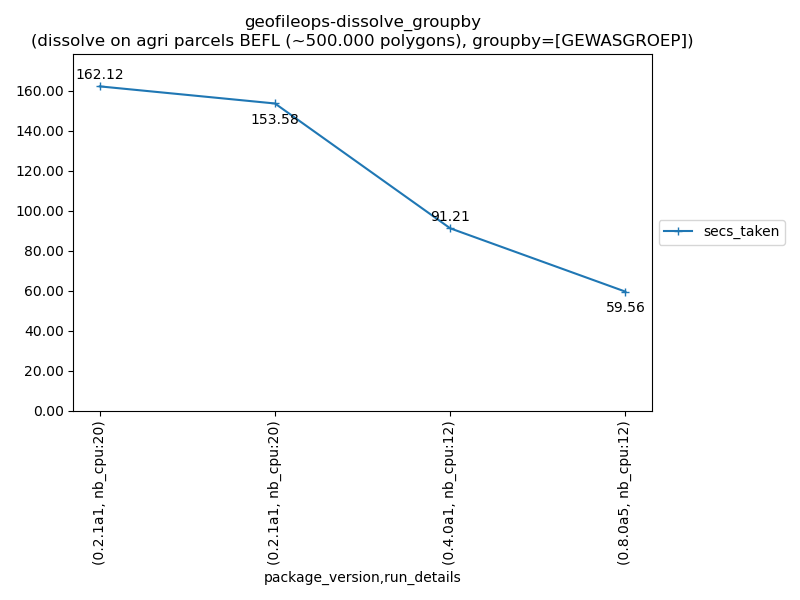 geofileops-dissolve_groupby
(dissolve on agri parcels BEFL (~500.000 polygons), groupby=[GEWASGROEP])
162.12
153.58
91.21
59.56
160.00
140.00
120.00
100.00
80.00
60.00
40.00
20.00
0.00
secs_taken
(0.2.1a1, nb_cpu:20)
(0.2.1a1, nb_cpu:20)
(0.4.0a1, nb_cpu:12)
(0.8.0a5, nb_cpu:12)
package_version,run_details